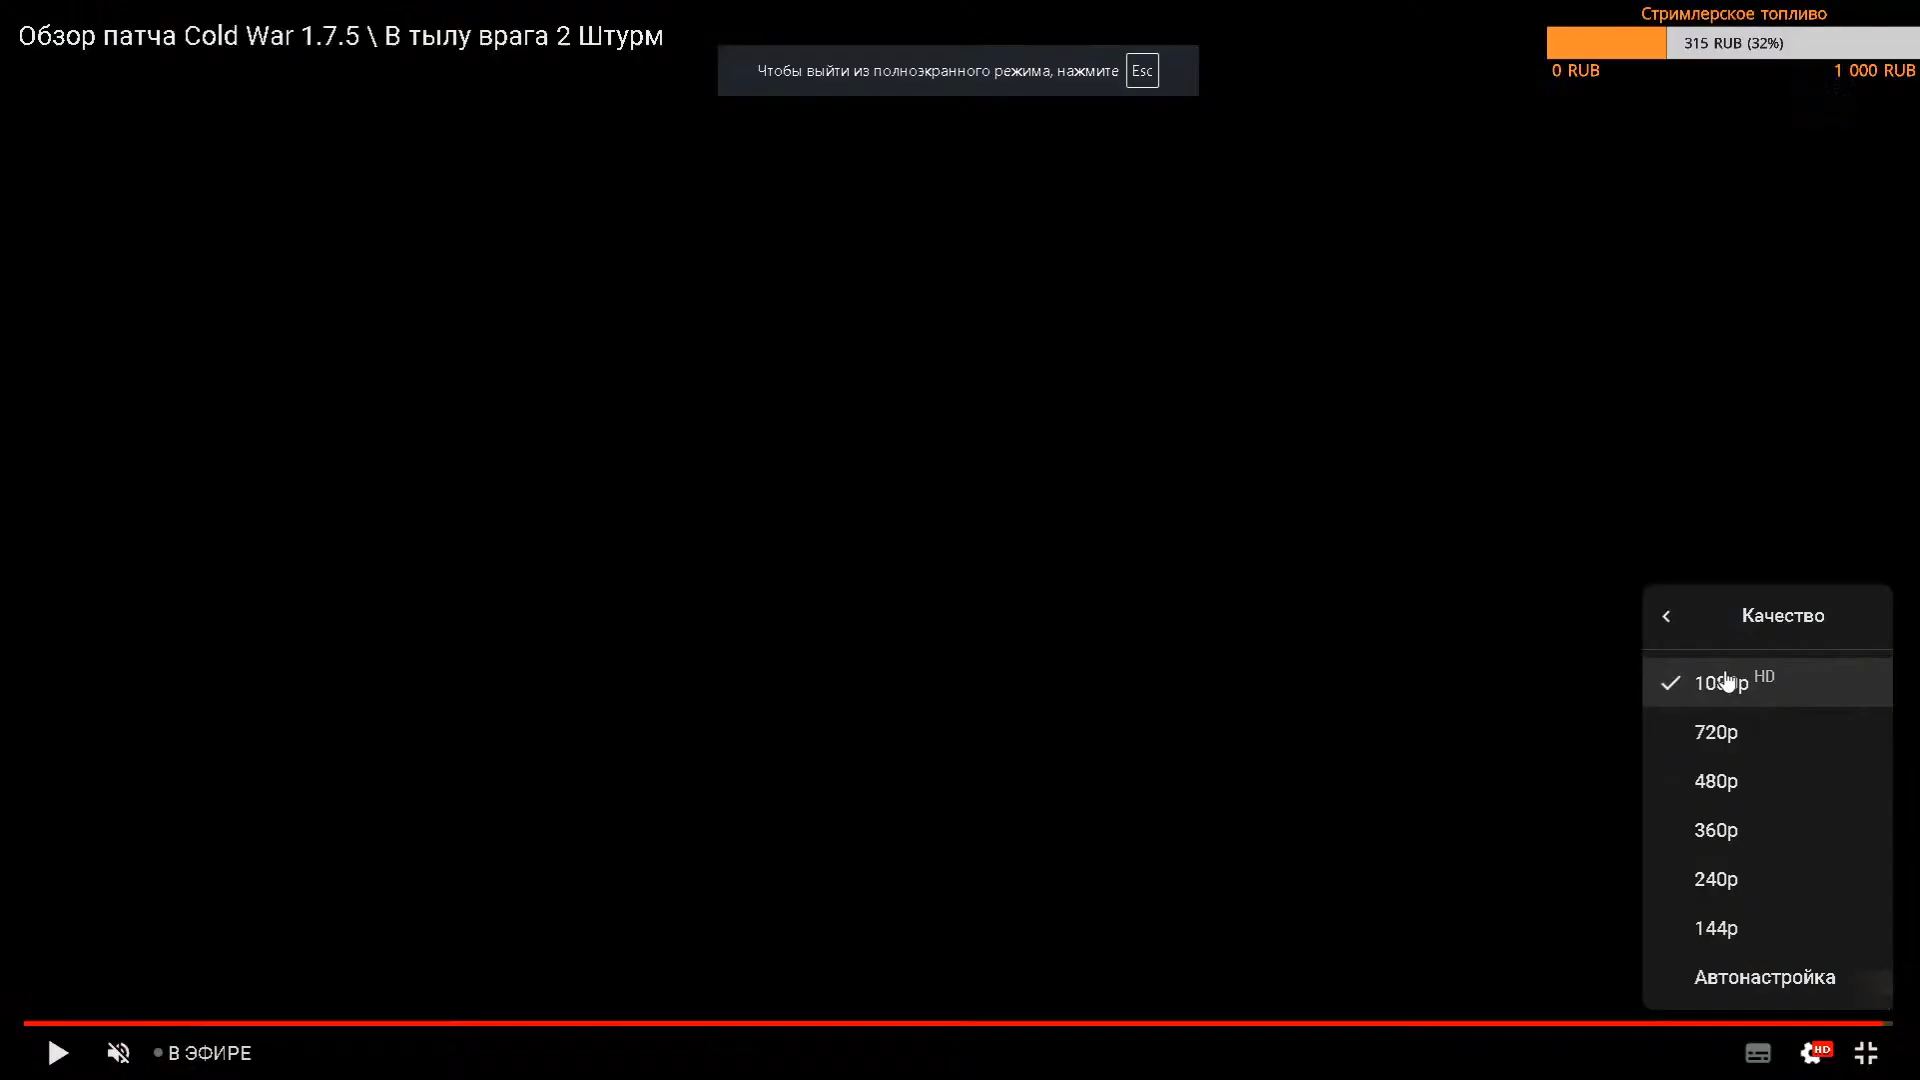 Обзор патча Cold War 1.7.5 \ В тылу врага 2 Штурм
Стримлерское топливо
315 RUB (32%)
0 RUB
1 000 RUB
Чтобы выйти из полноэкранного режима, нажмите Esc
Качество
1080p HD
720p
480p
360p
240p
144p
Автонастройка
В ЭФИРЕ
HD